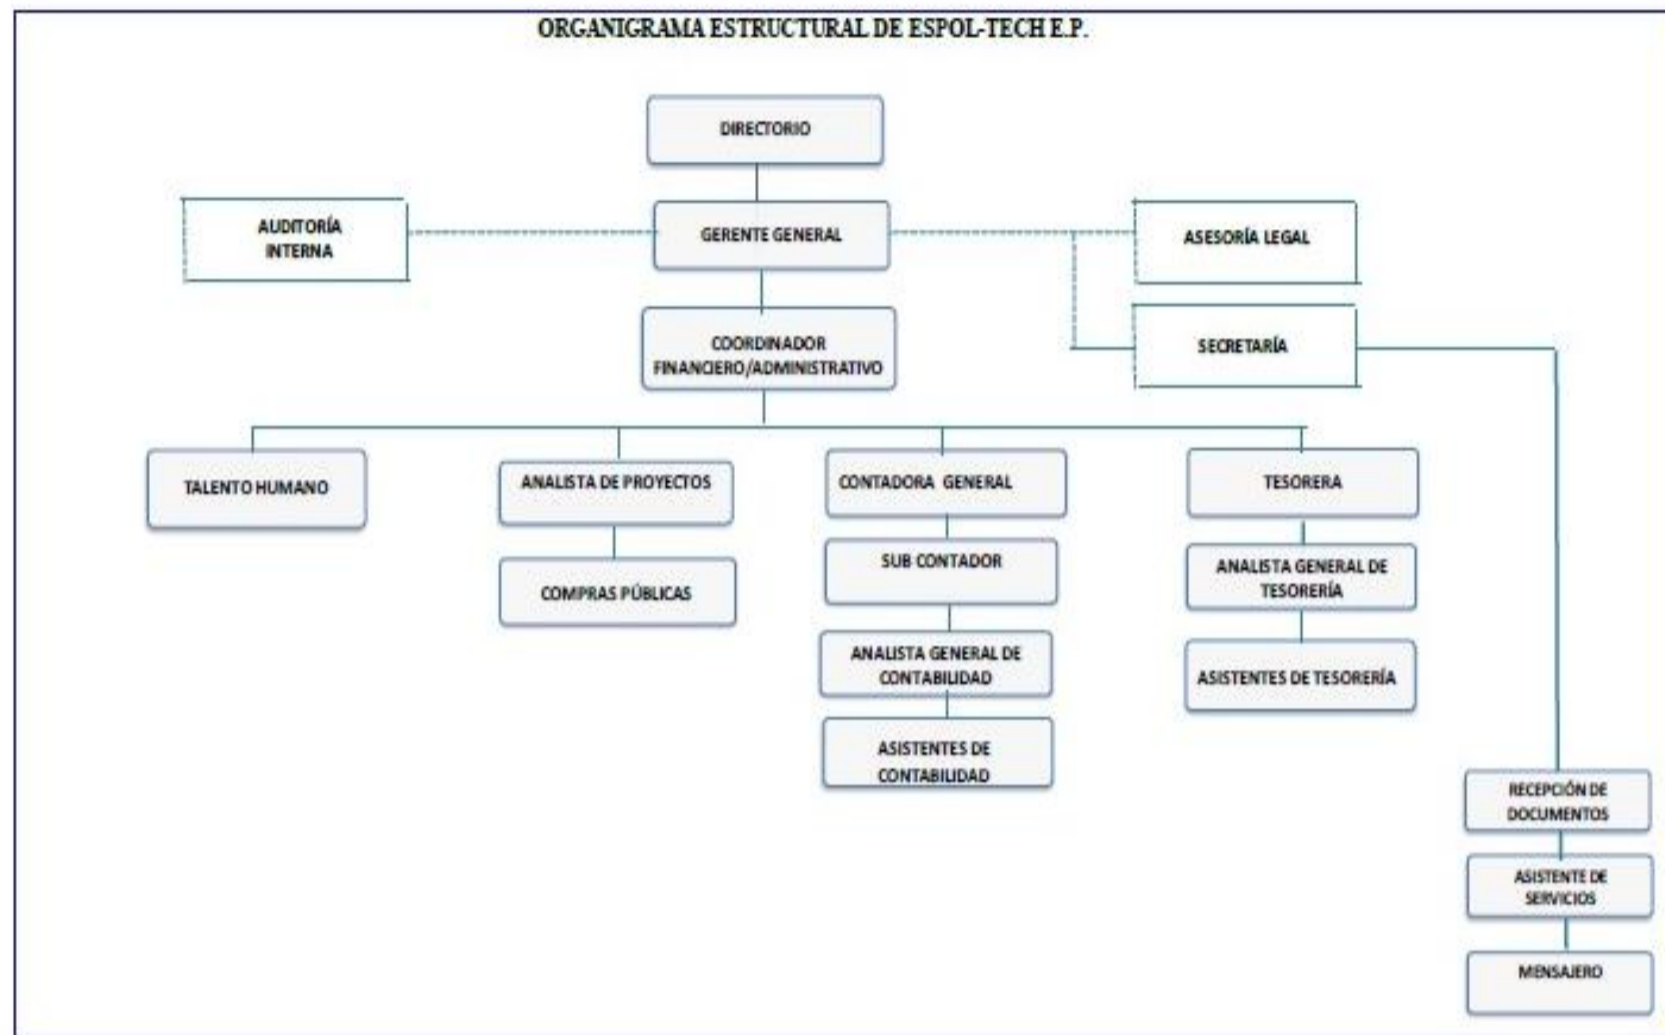 ORGANIGRAMA ESTRUCTURAL DE ESPOL-TECH E.P.
DIRECTORIO
AUDITORÍA
INTERNA
GERENTE GENERAL
ASESORÍA LEGAL
COORDINADOR
FINANCIERO/ADMINISTRATIVO
SECRETARÍA
TALENTO HUMANO
ANALISTA DE PROYECTOS
CONTADORA GENERAL
TESORERA
COMPRAS PÚBLICAS
SUB CONTADOR
ANALISTA GENERAL DE
TESORERÍA
ANALISTA GENERAL DE
CONTABILIDAD
ASISTENTES DE TESORERÍA
ASISTENTES DE
CONTABILIDAD
RECEPCIÓN DE
DOCUMENTOS
ASISTENTE DE
SERVICIOS
MENSAJERO